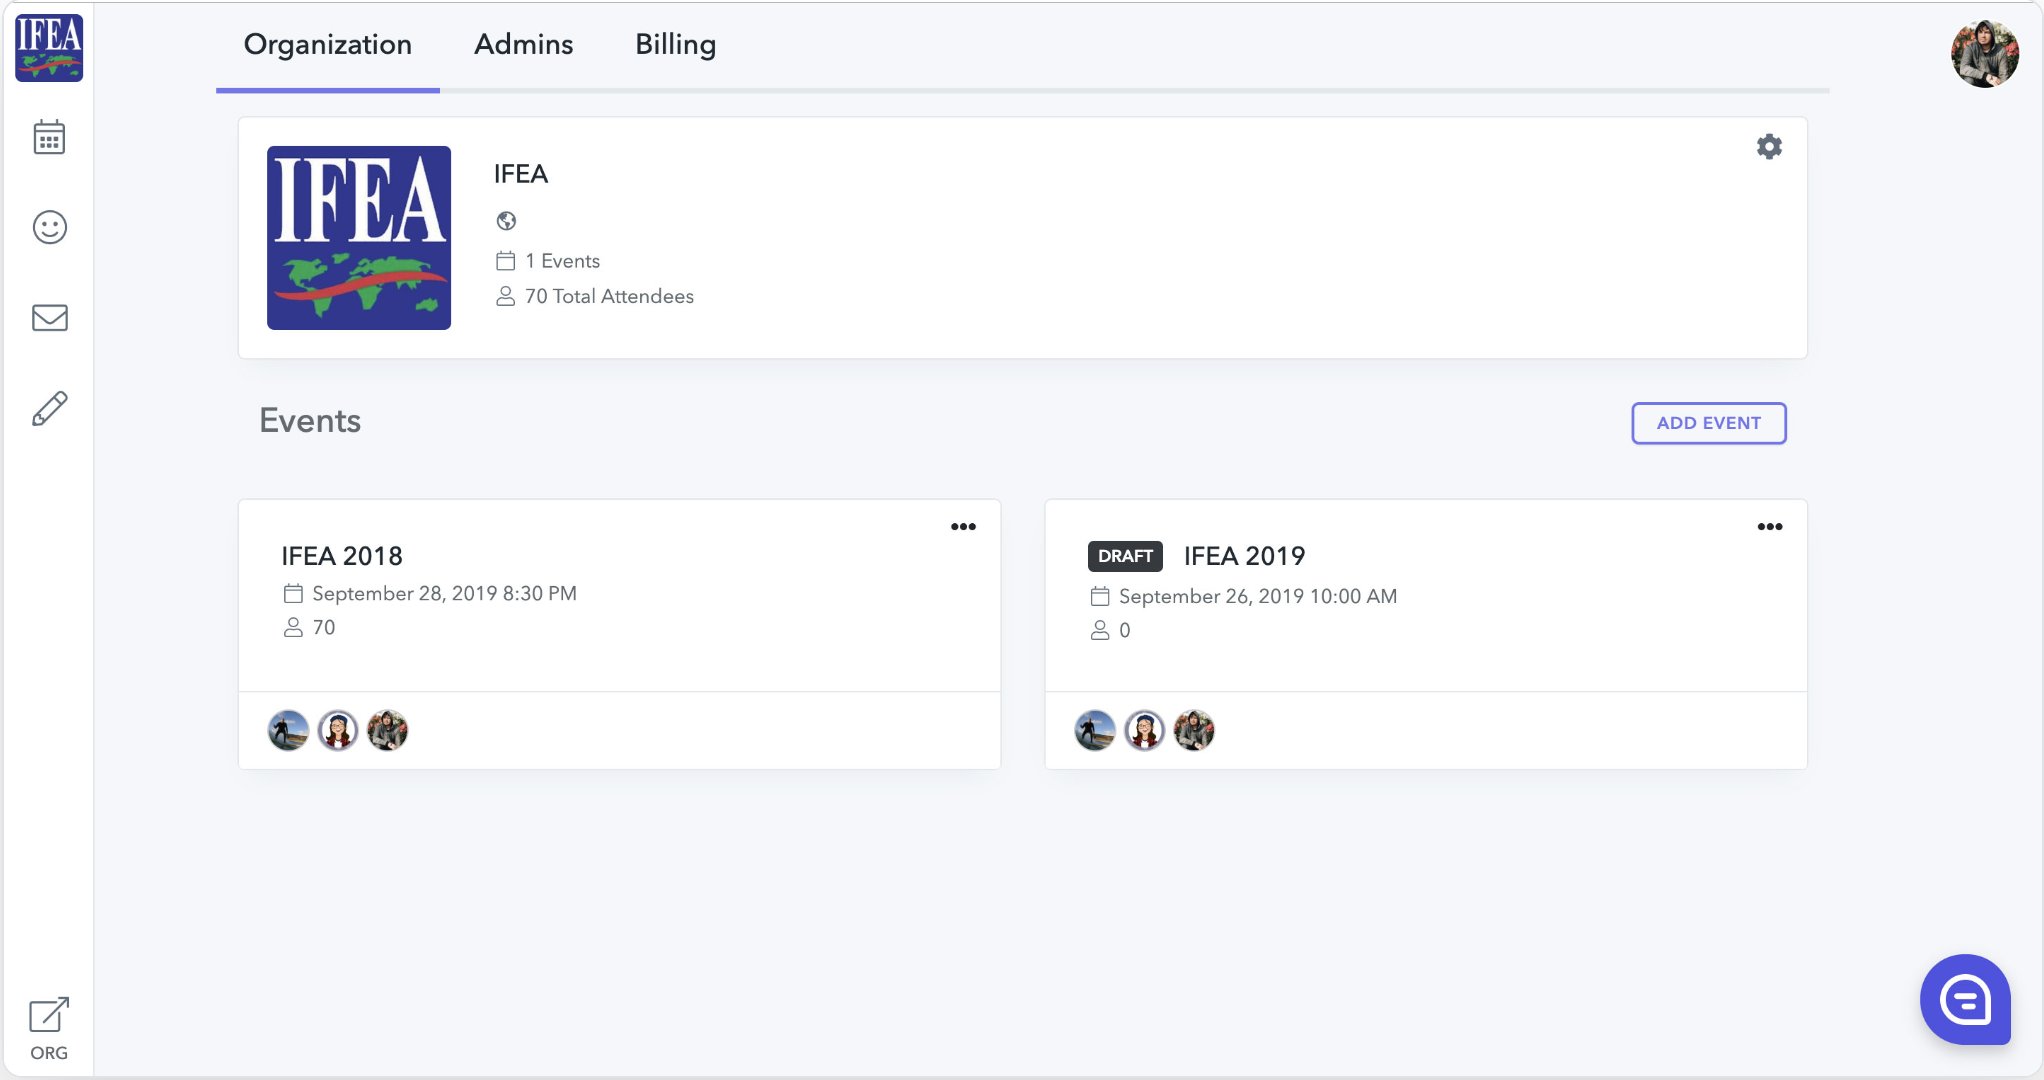 IFEA
Organization
Admins
Billing
IFEA
IFEA
1 Events
70 Total Attendees
Events
ADD EVENT
IFEA 2018
September 28, 2019 8:30 PM
70
DRAFT
IFEA 2019
September 26, 2019 10:00 AM
0
ORG